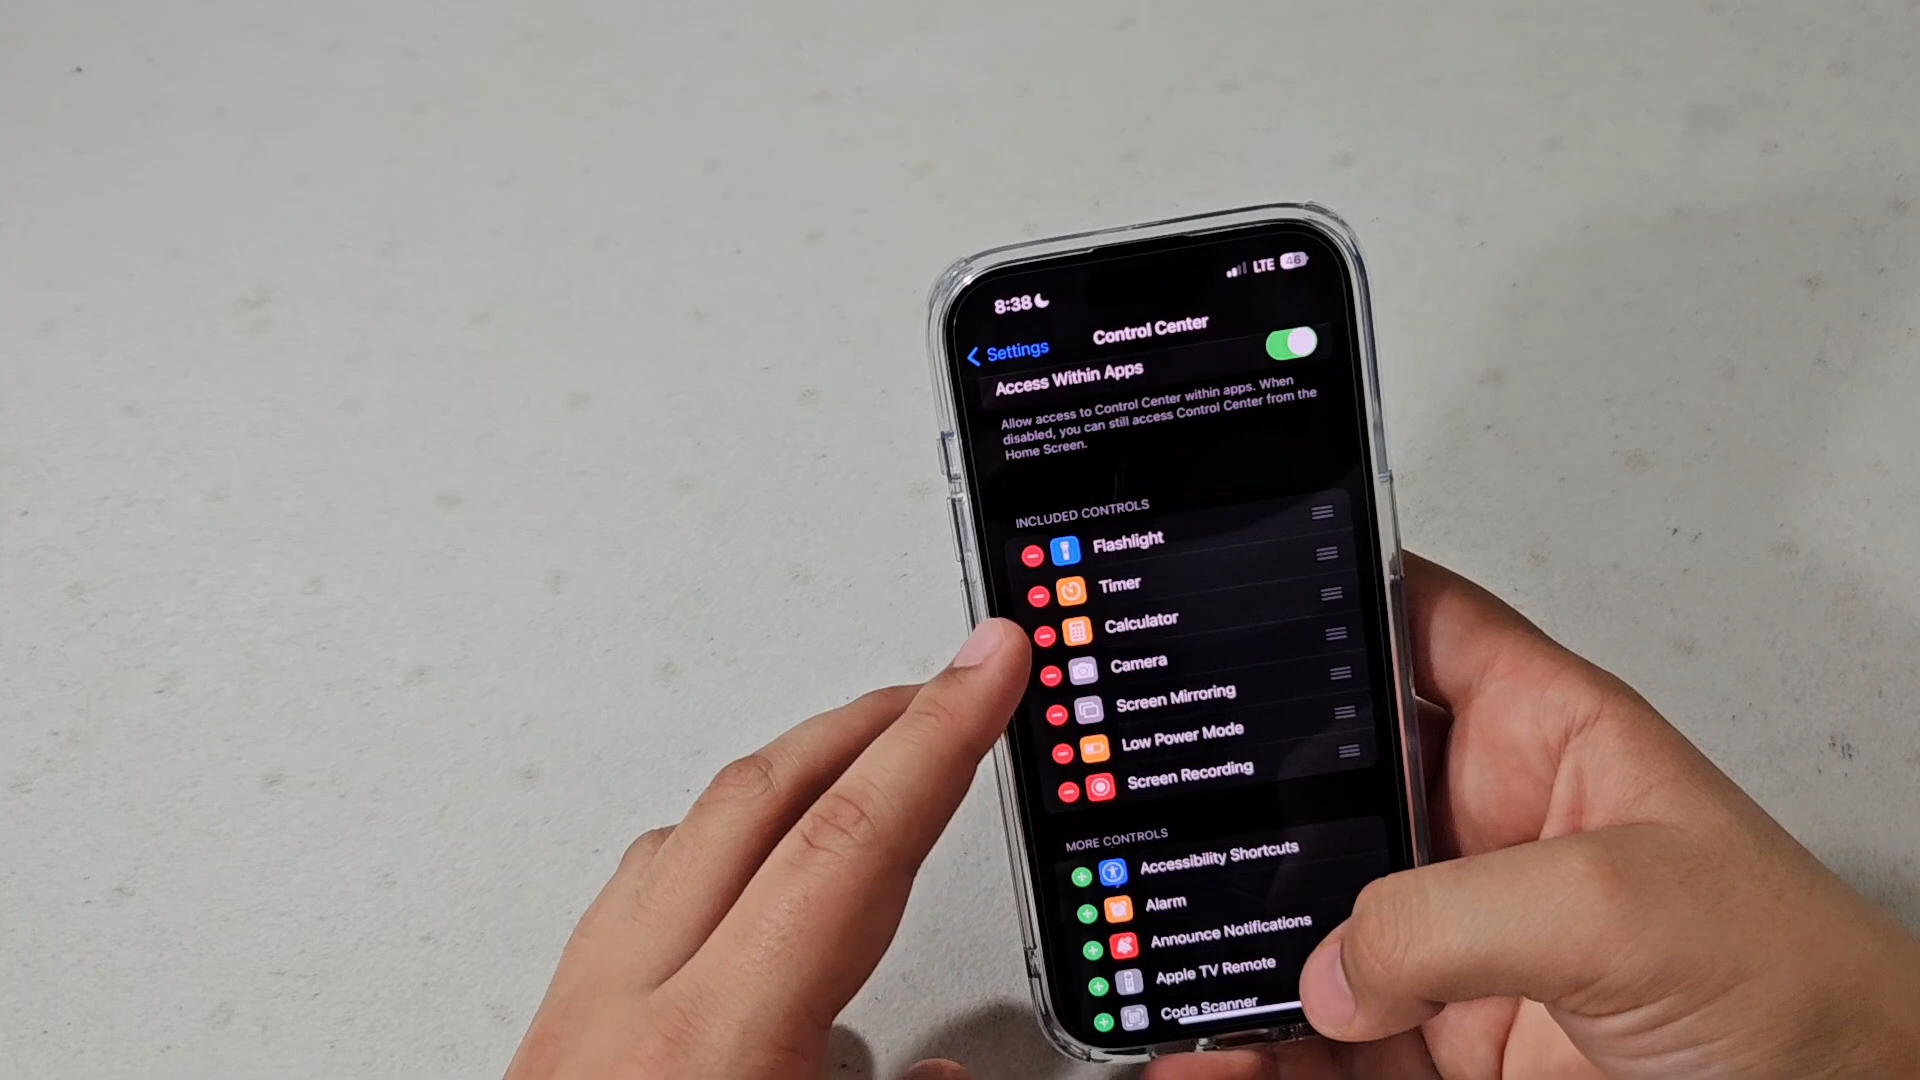 8:38
LTE 46
Settings
Control Center
Access Within Apps
Allow access to Control Center within apps. When
disabled, you can still access Control Center from the
Home Screen.
INCLUDED CONTROLS
Flashlight
Timer
Calculator
Camera
Screen Mirroring
Low Power Mode
Screen Recording
MORE CONTROLS
Accessibility Shortcuts
Alarm
Announce Notifications
Apple TV Remote
Code Scanner